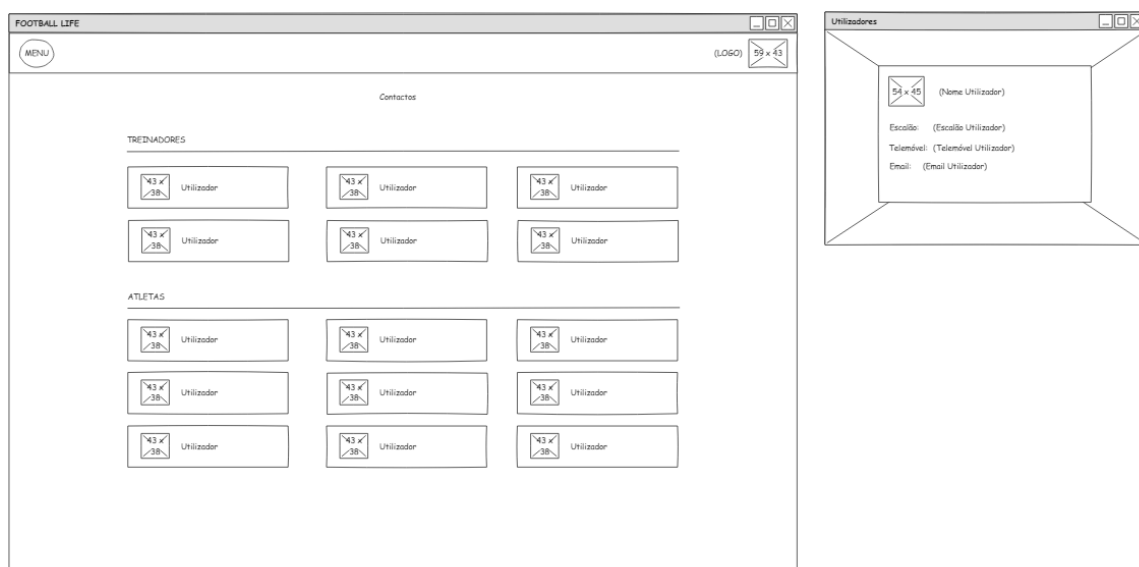 FOOTBALL LIFE
MENU
(LOGO) 59 x 43
Contactos
TREINADORES
43 x 38 Utilizador 43 x 38 Utilizador 43 x 38 Utilizador
43 x 38 Utilizador 43 x 38 Utilizador 43 x 38 Utilizador
ATLETAS
43 x 38 Utilizador 43 x 38 Utilizador 43 x 38 Utilizador
43 x 38 Utilizador 43 x 38 Utilizador 43 x 38 Utilizador
43 x 38 Utilizador 43 x 38 Utilizador 43 x 38 Utilizador
Utilizadores
54 x 45 (Nome Utilizador)
Escalão: (Escalão Utilizador)
Telemóvel: (Telemóvel Utilizador)
Email: (Email Utilizador)